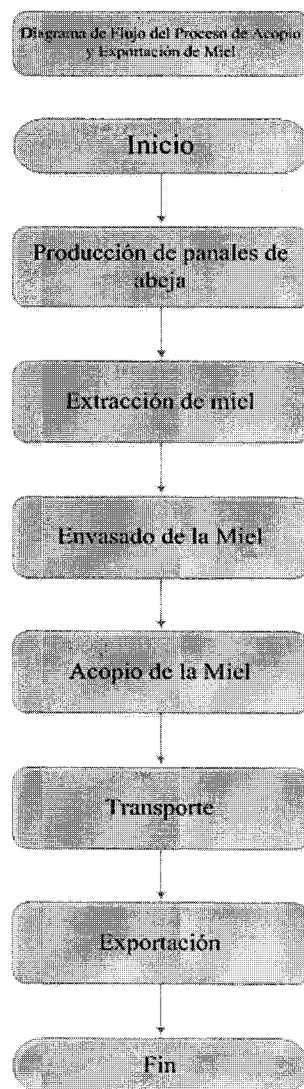 Diagrama de Flujo del Proceso de Acopio
y Exportación de Miel
Inicio
Producción de panales de
abeja
Extracción de miel
Envasado de la Miel
Acopio de la Miel
Transporte
Exportación
Fin